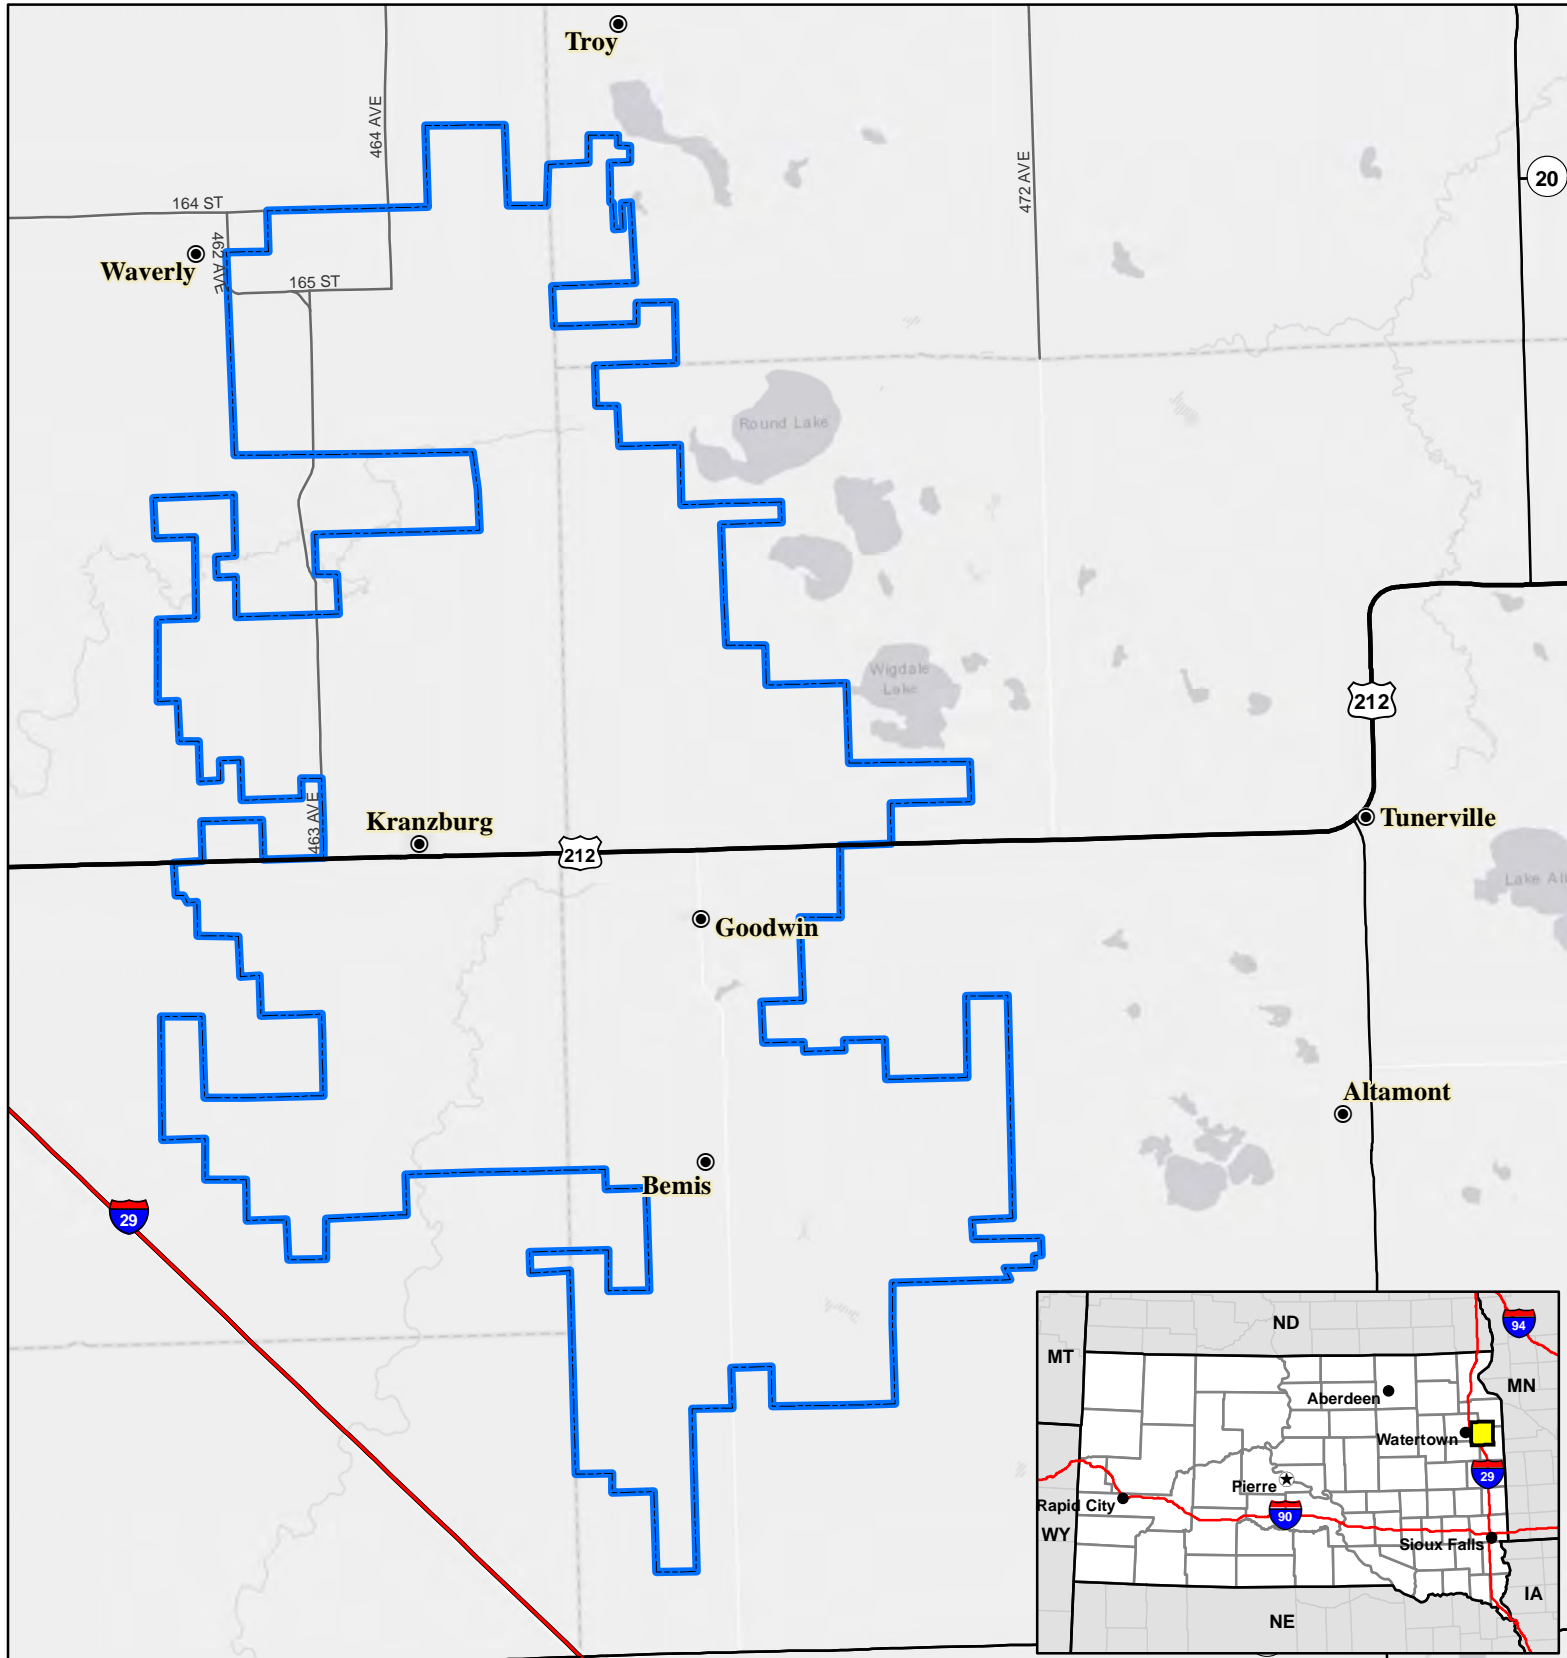 Troy
464 AVE
472 AVE
20
164 ST
462 AVE
Waverly
165 ST
Round Lake
Wigdale
Lake
212
463 AVE
Kranzburg
Tunerville
212
Lake Al
Goodwin
Altamont
Bemis
29
ND
94
MT
MN
Aberdeen
Watertown
29
Pierre
Rapid City
90
WY
Sioux Falls
IA
NE